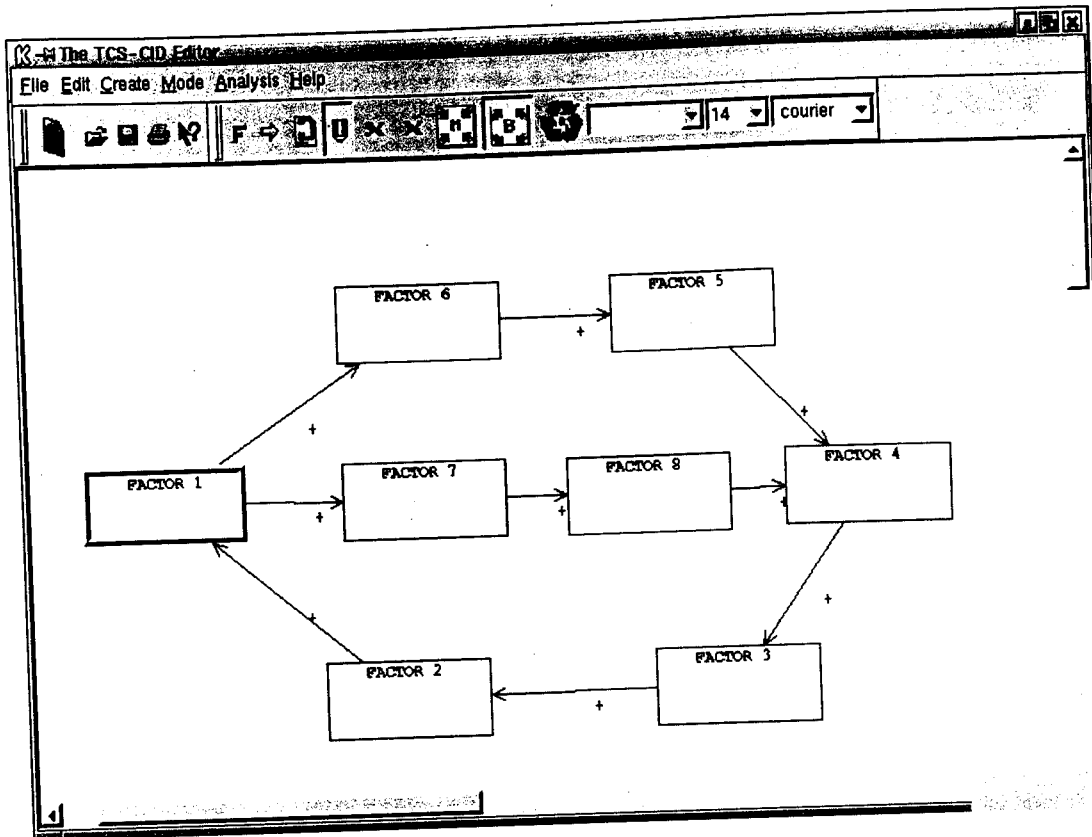 The TCS-CID Editor
File Edit Create Mode Analysis Help
F U M B 14 courier
FACTOR 6
FACTOR 5
+
+
+
FACTOR 1
FACTOR 7
FACTOR 8
FACTOR 4
+
+
+
+
+
FACTOR 2
FACTOR 3
+